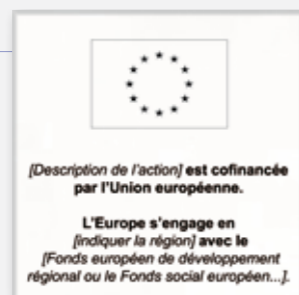 [Description de l'action] est cofinancée
par l'Union européenne.
L'Europe s'engage en
[indiquer la région] avec le
[Fonds européen de développement
régional ou le Fonds social européen...].